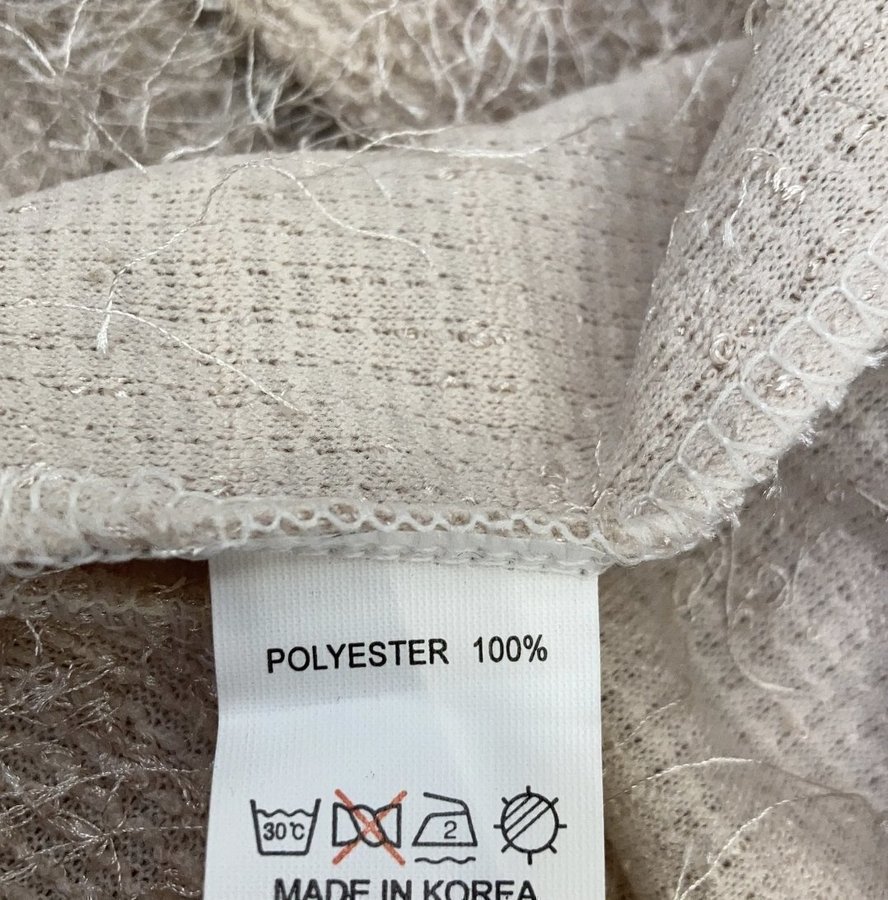 POLYESTER 100%
30℃ 2
MADE IN KOREA